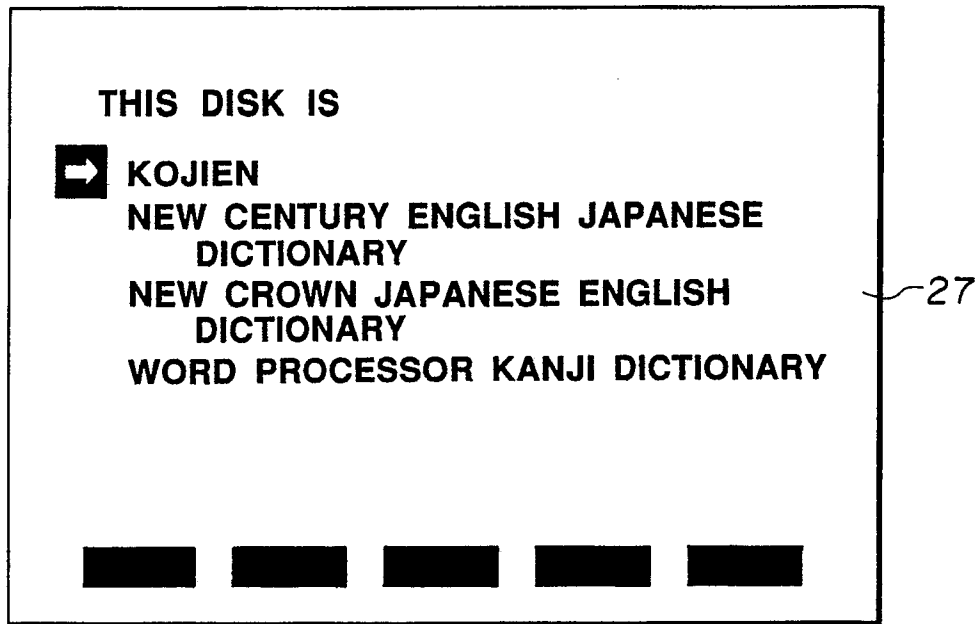 THIS DISK IS
KOJIEN
NEW CENTURY ENGLISH JAPANESE
DICTIONARY
NEW CROWN JAPANESE ENGLISH
DICTIONARY
27
WORD PROCESSOR KANJI DICTIONARY